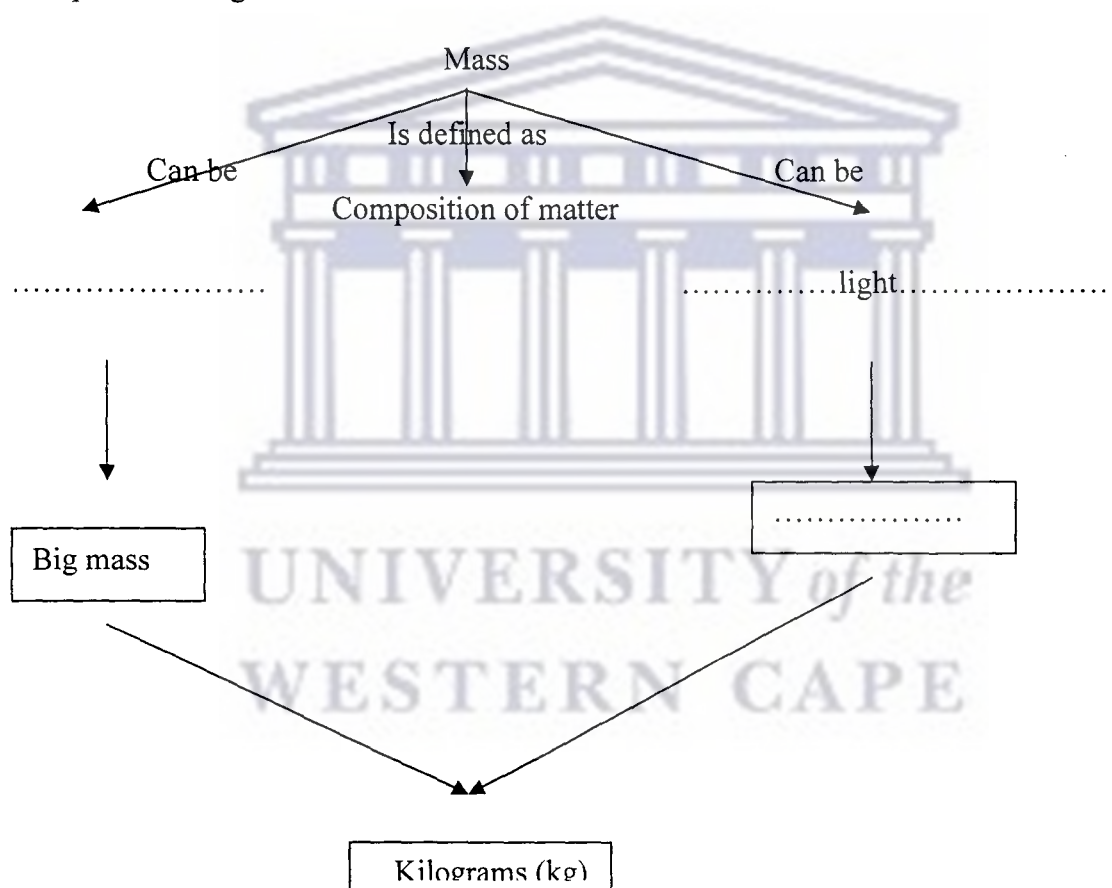 Mass
Is defined as
Can be
Can be
Composition of matter
........................
...............light....................
..................
Big mass
UNIVERSITY of the
WESTERN CAPE
Kilograms (kg)